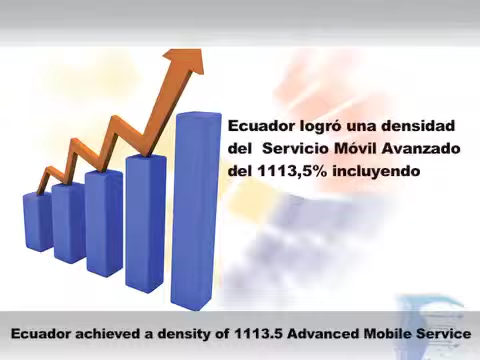 Ecuador logró una densidad
del Servicio Móvil Avanzado
del 1113,5% incluyendo
Ecuador achieved a density of 1113.5 Advanced Mobile Service